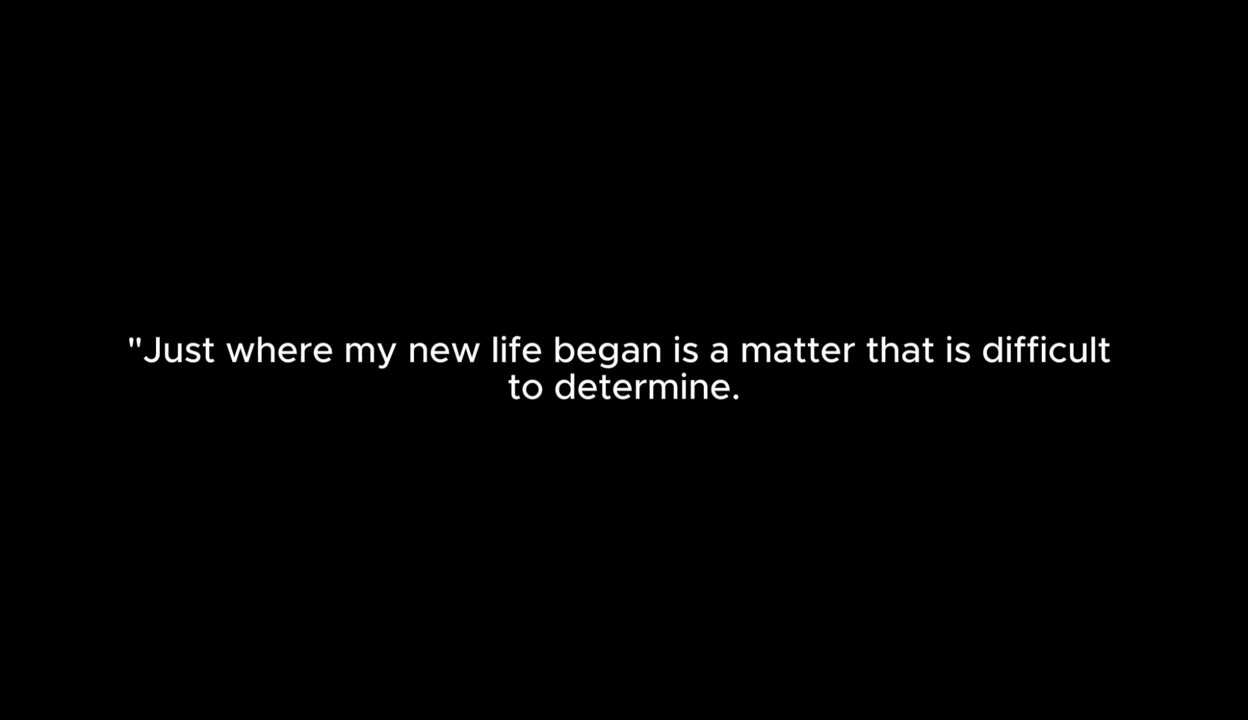 "Just where my new life began is a matter that is difficult
to determine.